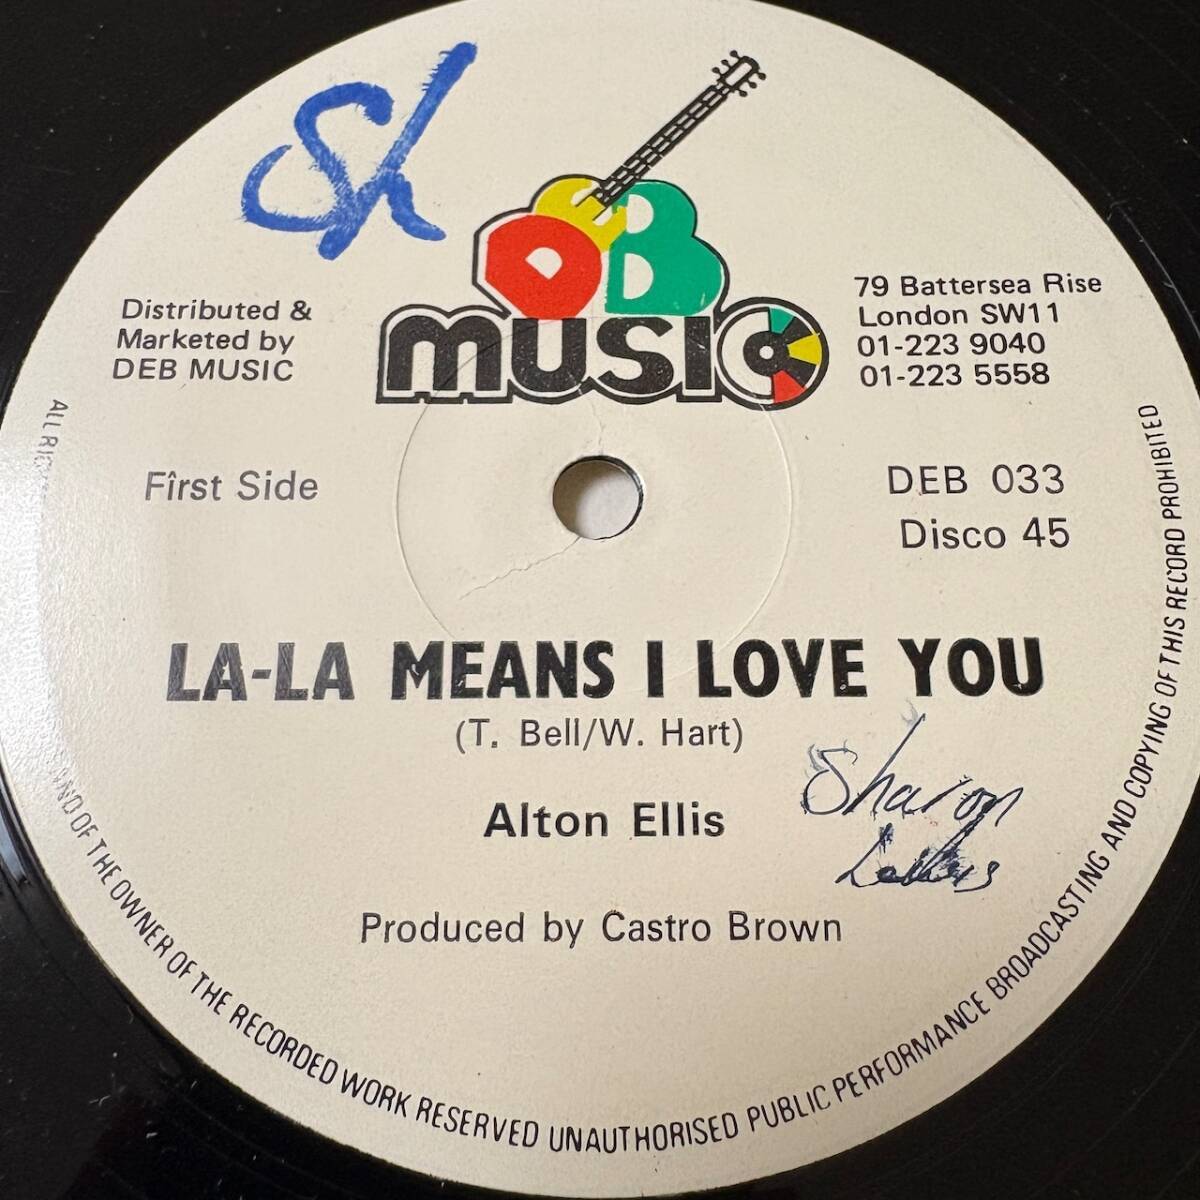 Sh
DEB
MUSIC
Distributed &
Marketed by
DEB MUSIC
79 Battersea Rise
London SW11
01-223 9040
01-223 5558
First Side
DEB 033
Disco 45
LA-LA MEANS I LOVE YOU
(T. Bell/W. Hart)
Alton Ellis
Sharon
Produced by Castro Brown
ALL OF THE OWNER OF THE RECORDED WORK RESERVED UNAUTHORISED PUBLIC PERFORMANCE BROADCASTING AND COPYING OF THIS RECORD PROHIBITED